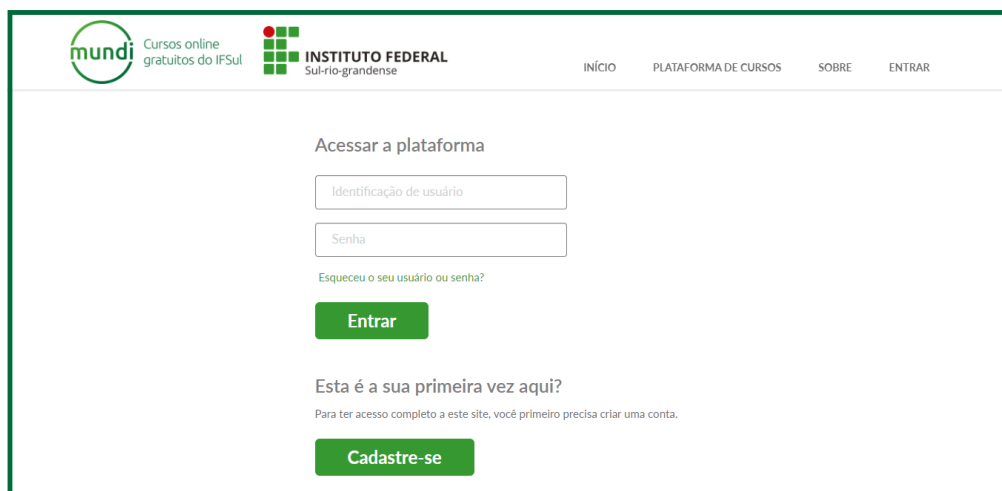 mundi
Cursos online
gratuitos do IFSul
INSTITUTO FEDERAL
Sul-rio-grandense
INÍCIO PLATAFORMA DE CURSOS SOBRE ENTRAR
Acessar a plataforma
Identificação de usuário
Senha
Esqueceu o seu usuário ou senha?
Entrar
Esta é a sua primeira vez aqui?
Para ter acesso completo a este site, você primeiro precisa criar uma conta.
Cadastre-se